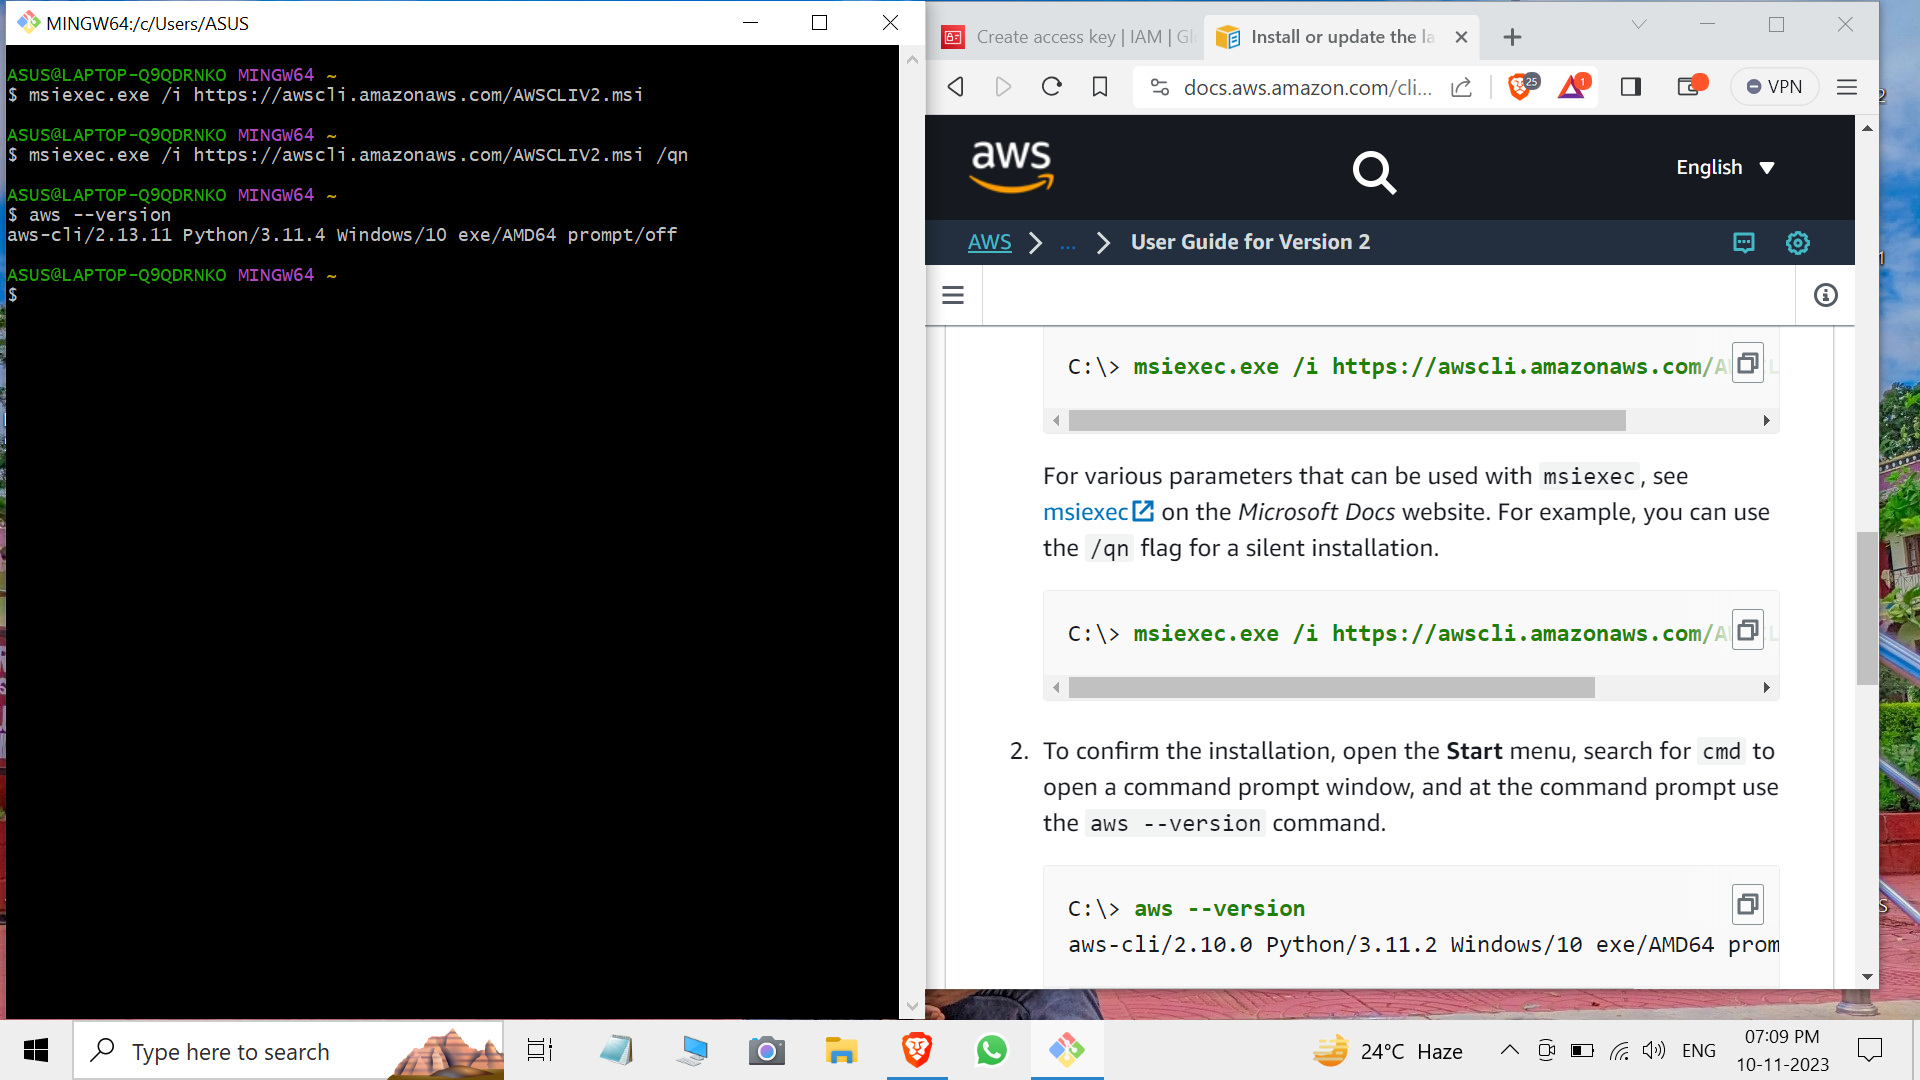 MINGW64:/c/Users/ASUS
ASUS@LAPTOP-Q9QDRNKO MINGW64 ~
$ msiexec.exe /i https://awscli.amazonaws.com/AWSCLIV2.msi
ASUS@LAPTOP-Q9QDRNKO MINGW64 ~
$ msiexec.exe /i https://awscli.amazonaws.com/AWSCLIV2.msi /qn
ASUS@LAPTOP-Q9QDRNKO MINGW64 ~
$ aws --version
aws-cli/2.13.11 Python/3.11.4 Windows/10 exe/AMD64 prompt/off
ASUS@LAPTOP-Q9QDRNKO MINGW64 ~
$
Create access key | IAM | Gl
Install or update the la
docs.aws.amazon.com/cli...
25
1
VPN
aws
English
AWS > ... > User Guide for Version 2
C:\> msiexec.exe /i https://awscli.amazonaws.com/A
For various parameters that can be used with msiexec, see
msiexec on the Microsoft Docs website. For example, you can use
the /qn flag for a silent installation.
C:\> msiexec.exe /i https://awscli.amazonaws.com/A
2. To confirm the installation, open the Start menu, search for cmd to
open a command prompt window, and at the command prompt use
the aws --version command.
C:\> aws --version
aws-cli/2.10.0 Python/3.11.2 Windows/10 exe/AMD64 prom
Type here to search
24°C Haze
ENG
07:09 PM
10-11-2023